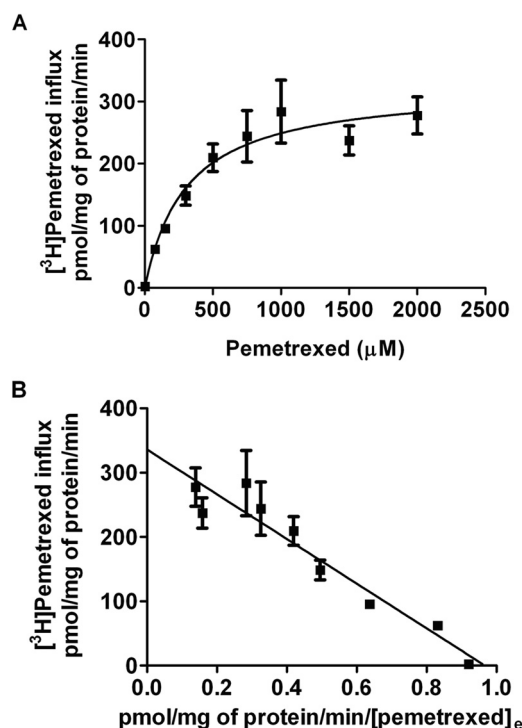 A
[³H]Pemetrexed influx
pmol/mg of protein/min
400
300
200
100
0
0 500 1000 1500 2000 2500
Pemetrexed (μM)
B
[³H]Pemetrexed influx
pmol/mg of protein/min
400
300
200
100
0
0.0 0.2 0.4 0.6 0.8 1.0
pmol/mg of protein/min/[pemetrexed]e